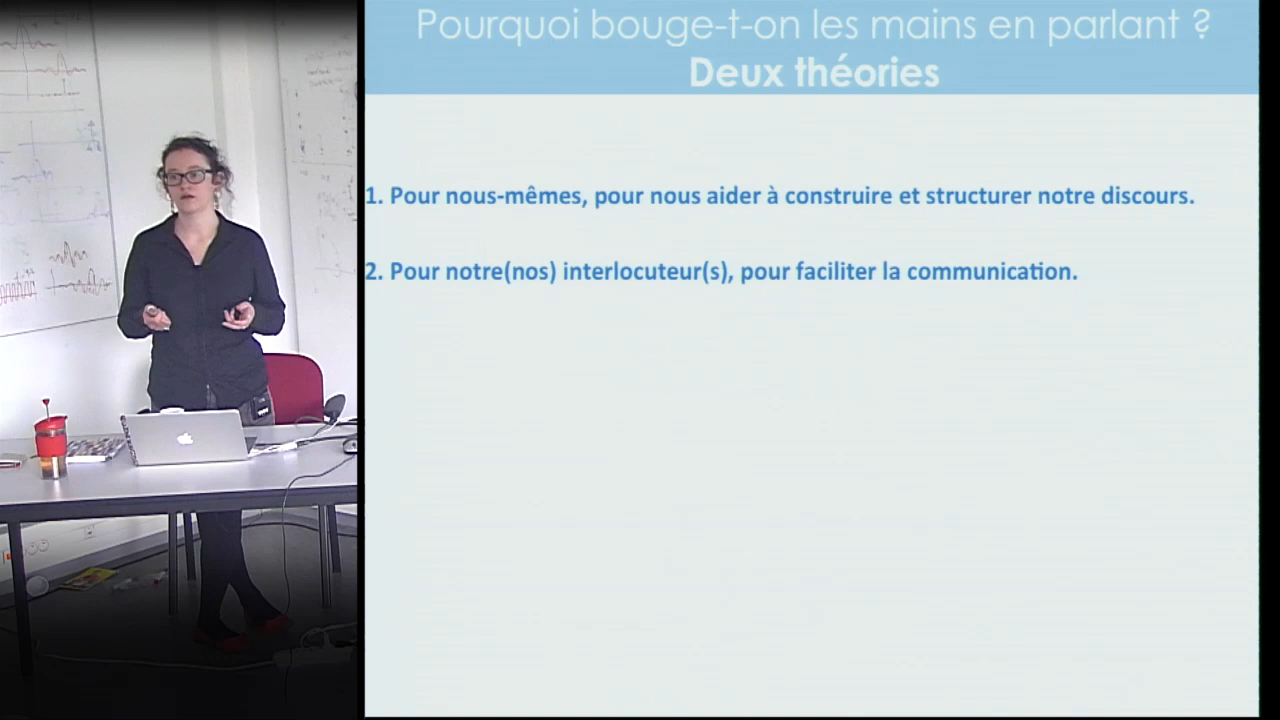 Pourquoi bouge-t-on les mains en parlant ?
Deux théories
1. Pour nous-mêmes, pour nous aider à construire et structurer notre discours.
2. Pour notre(nos) interlocuteur(s), pour faciliter la communication.